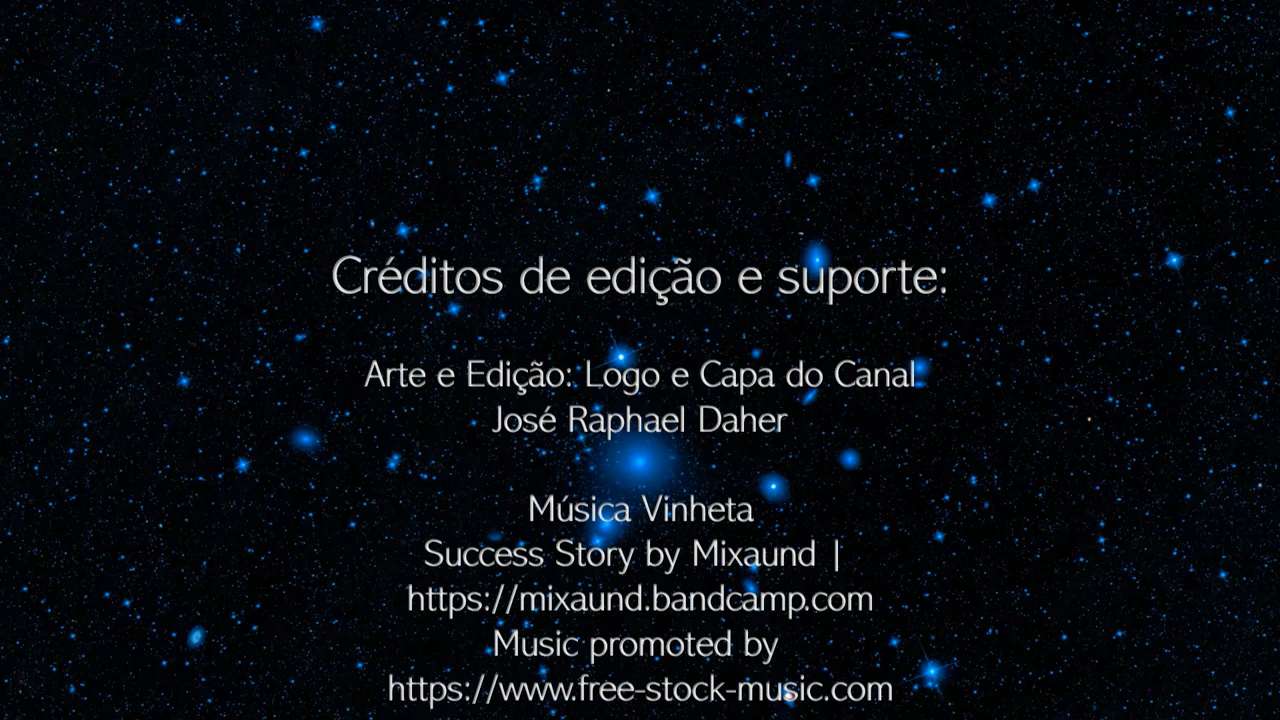 Créditos de edição e suporte:
Arte e Edição: Logo e Capa do Canal
José Raphael Daher
Música Vinheta
Success Story by Mixaund |
https://mixaund.bandcamp.com
Music promoted by
https://www.free-stock-music.com